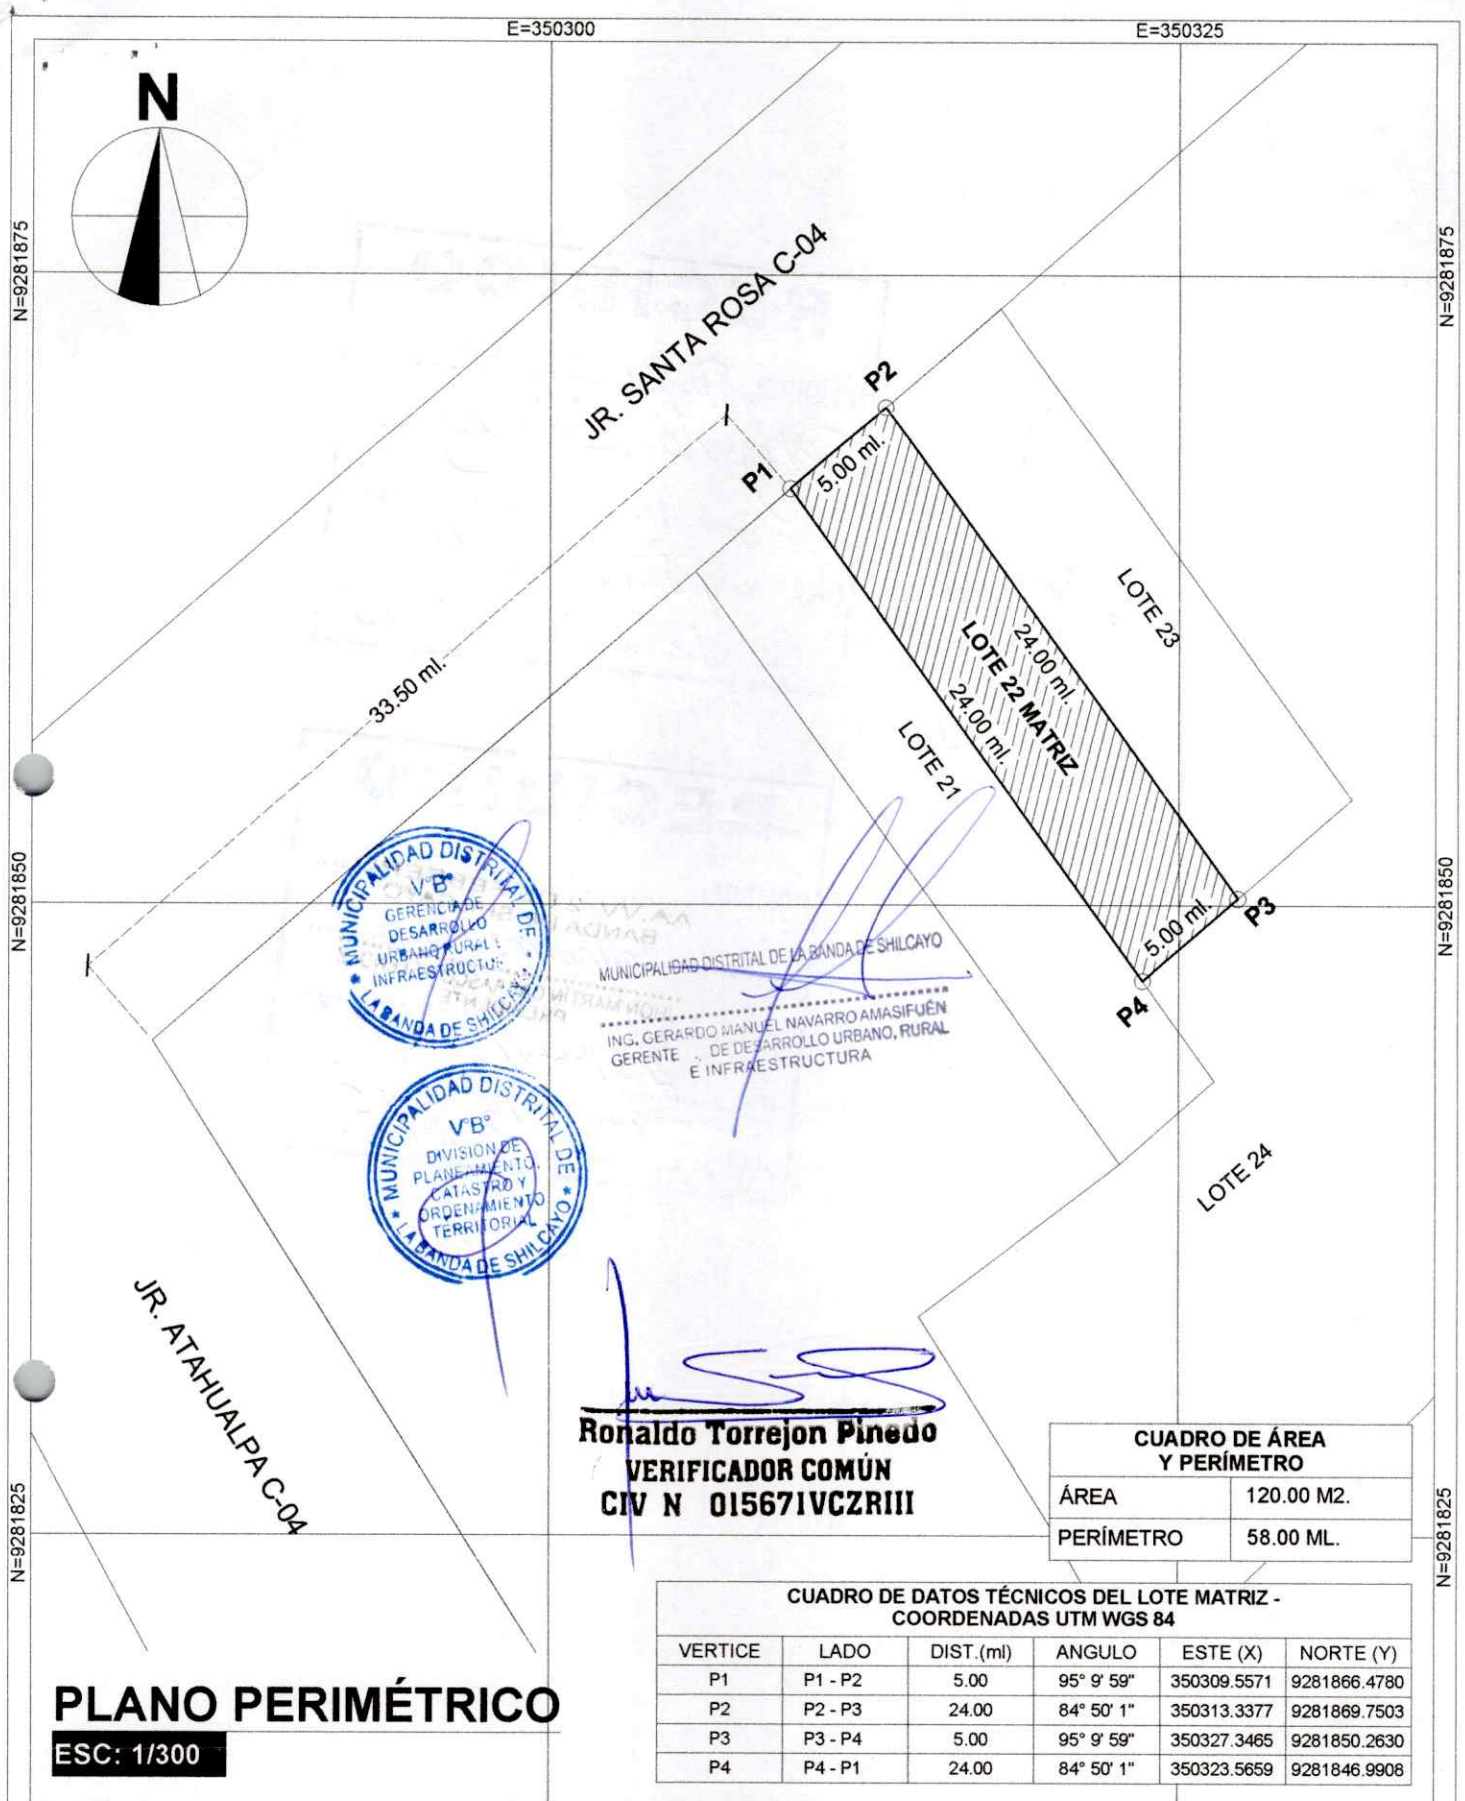 E=350300
E=350325
N
N=9281875
N=9281875
JR. SANTA ROSA C-04
P2
P1
5.00 ml.
LOTE 23
24.00 ml.
LOTE 22 MATRIZ
24.00 ml.
33.50 ml.
LOTE 21
N=9281850
N=9281850
P3
5.00 ml.
P4
MUNICIPALIDAD DISTRITAL DE
V°B°
GERENCIA DE
DESARROLLO
URBANO RURAL E
INFRAESTRUCTUR
LA BANDA DE SHILCAYO
MUNICIPALIDAD DISTRITAL DE LA BANDA DE SHILCAYO
ING. GERARDO MANUEL NAVARRO AMASIFUÉN
GERENTE DE DESARROLLO URBANO, RURAL
E INFRAESTRUCTURA
MUNICIPALIDAD DISTRITAL DE
V°B°
DIVISION DE
PLANEAMIENTO,
CATASTRO Y
ORDENAMIENTO
TERRITORIAL
LA BANDA DE SHILCAYO
LOTE 24
JR. ATAHUALPA C-04
Ronaldo Torrejon Pinedo
VERIFICADOR COMÚN
CIV N 015671VCZRIII
N=9281825
N=9281825
CUADRO DE ÁREA
Y PERÍMETRO
ÁREA 120.00 M2.
PERÍMETRO 58.00 ML.
CUADRO DE DATOS TÉCNICOS DEL LOTE MATRIZ -
COORDENADAS UTM WGS 84
VERTICE LADO DIST.(ml) ANGULO ESTE (X) NORTE (Y)
P1 P1 - P2 5.00 95° 9' 59" 350309.5571 9281866.4780
P2 P2 - P3 24.00 84° 50' 1" 350313.3377 9281869.7503
P3 P3 - P4 5.00 95° 9' 59" 350327.3465 9281850.2630
P4 P4 - P1 24.00 84° 50' 1" 350323.5659 9281846.9908
PLANO PERIMÉTRICO
ESC: 1/300